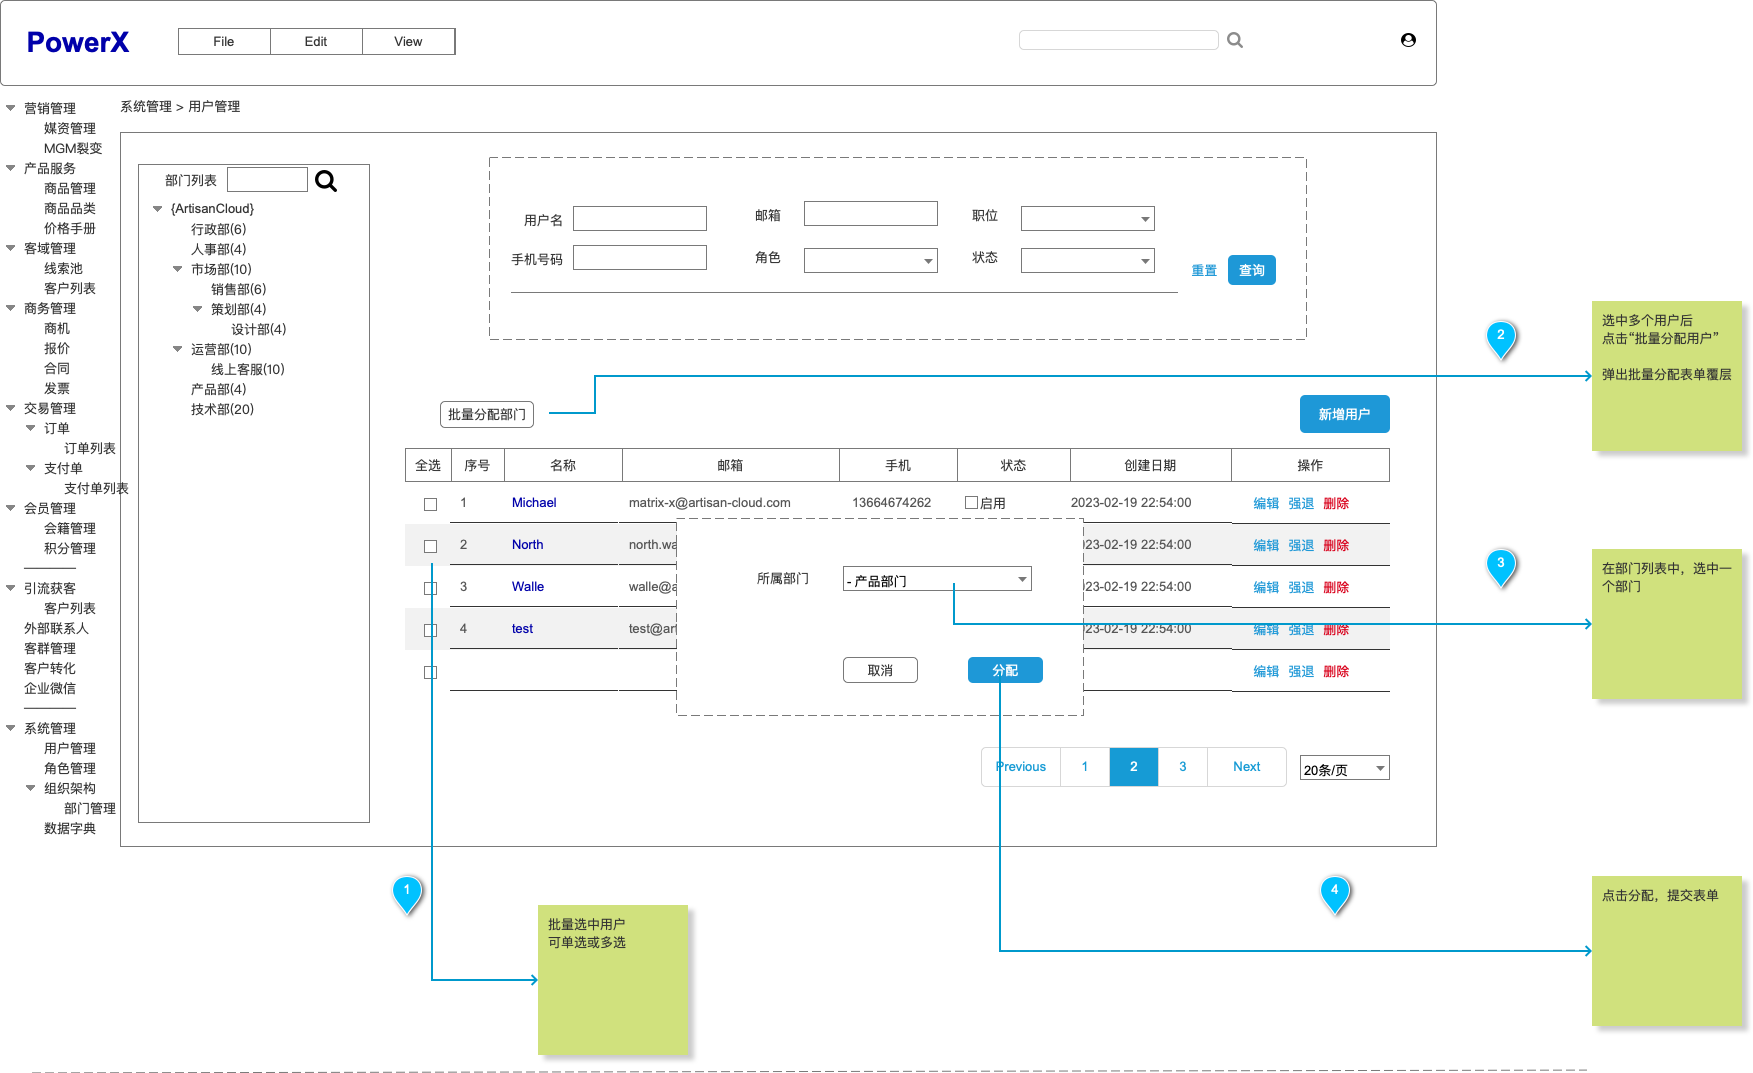 PowerX
File
Edit
View
营销管理
媒资管理
MGM裂变
产品服务
商品管理
商品品类
价格手册
客域管理
线索池
客户列表
商务管理
商机
报价
合同
发票
交易管理
订单
订单列表
支付单
支付单列表
会员管理
会籍管理
积分管理
引流获客
客户列表
外部联系人
客群管理
客户转化
企业微信
系统管理
用户管理
角色管理
组织架构
部门管理
数据字典
系统管理 > 用户管理
部门列表
{ArtisanCloud}
行政部(6)
人事部(4)
市场部(10)
销售部(6)
策划部(4)
设计部(4)
运营部(10)
线上客服(10)
产品部(4)
技术部(20)
用户名
邮箱
职位
手机号码
角色
状态
重置
查询
批量分配部门
新增用户
全选 序号 名称 邮箱 手机 状态 创建日期 操作
1 Michael matrix-x@artisan-cloud.com 13664674262 启用 2023-02-19 22:54:00 编辑 强退 删除
2 North north.wa 23-02-19 22:54:00 编辑 强退 删除
3 Walle walle@a 23-02-19 22:54:00 编辑 强退 删除
4 test test@art 23-02-19 22:54:00 编辑 强退 删除
编辑 强退 删除
所属部门
- 产品部门
取消
分配
Previous 1 2 3 Next
20条/页
2
选中多个用户后
点击“批量分配用户”
弹出批量分配表单覆层
3
在部门列表中，选中一
个部门
1
批量选中用户
可单选或多选
4
点击分配，提交表单